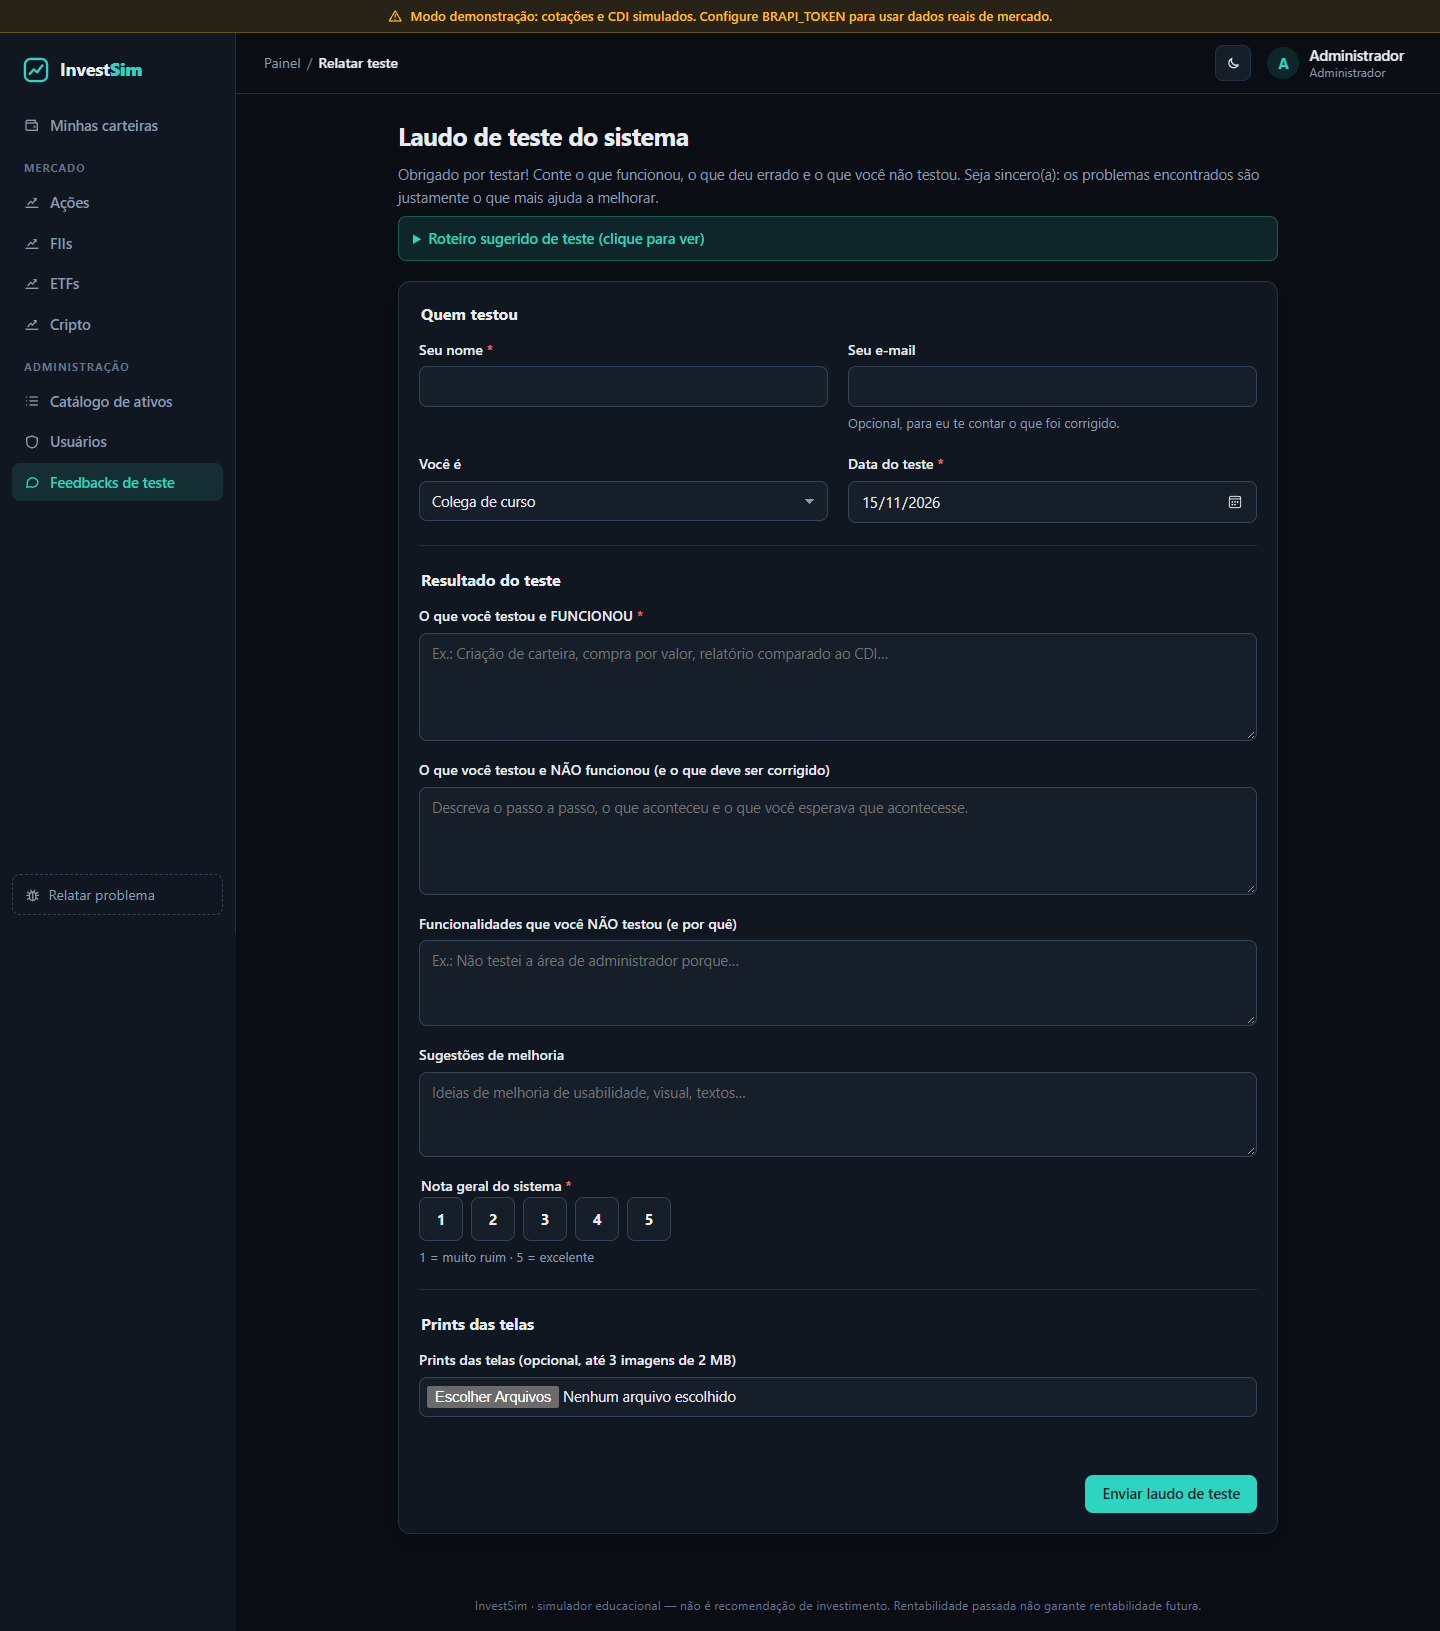 Modo demonstração: cotações e CDI simulados. Configure BRAPI_TOKEN para usar dados reais de mercado.
InvestSim
Painel / Relatar teste
A
Administrador
Administrador
Minhas carteiras
MERCADO
Ações
FIIs
ETFs
Cripto
ADMINISTRAÇÃO
Catálogo de ativos
Usuários
Feedbacks de teste
Relatar problema
Laudo de teste do sistema
Obrigado por testar! Conte o que funcionou, o que deu errado e o que você não testou. Seja sincero(a): os problemas encontrados são
justamente o que mais ajuda a melhorar.
Roteiro sugerido de teste (clique para ver)
Quem testou
Seu nome *
Seu e-mail
Opcional, para eu te contar o que foi corrigido.
Você é
Colega de curso
Data do teste *
15/11/2026
Resultado do teste
O que você testou e FUNCIONOU *
Ex.: Criação de carteira, compra por valor, relatório comparado ao CDI...
O que você testou e NÃO funcionou (e o que deve ser corrigido)
Descreva o passo a passo, o que aconteceu e o que você esperava que acontecesse.
Funcionalidades que você NÃO testou (e por quê)
Ex.: Não testei a área de administrador porque...
Sugestões de melhoria
Ideias de melhoria de usabilidade, visual, textos...
Nota geral do sistema *
1 2 3 4 5
1 = muito ruim · 5 = excelente
Prints das telas
Prints das telas (opcional, até 3 imagens de 2 MB)
Escolher Arquivos Nenhum arquivo escolhido
Enviar laudo de teste
InvestSim · simulador educacional — não é recomendação de investimento. Rentabilidade passada não garante rentabilidade futura.